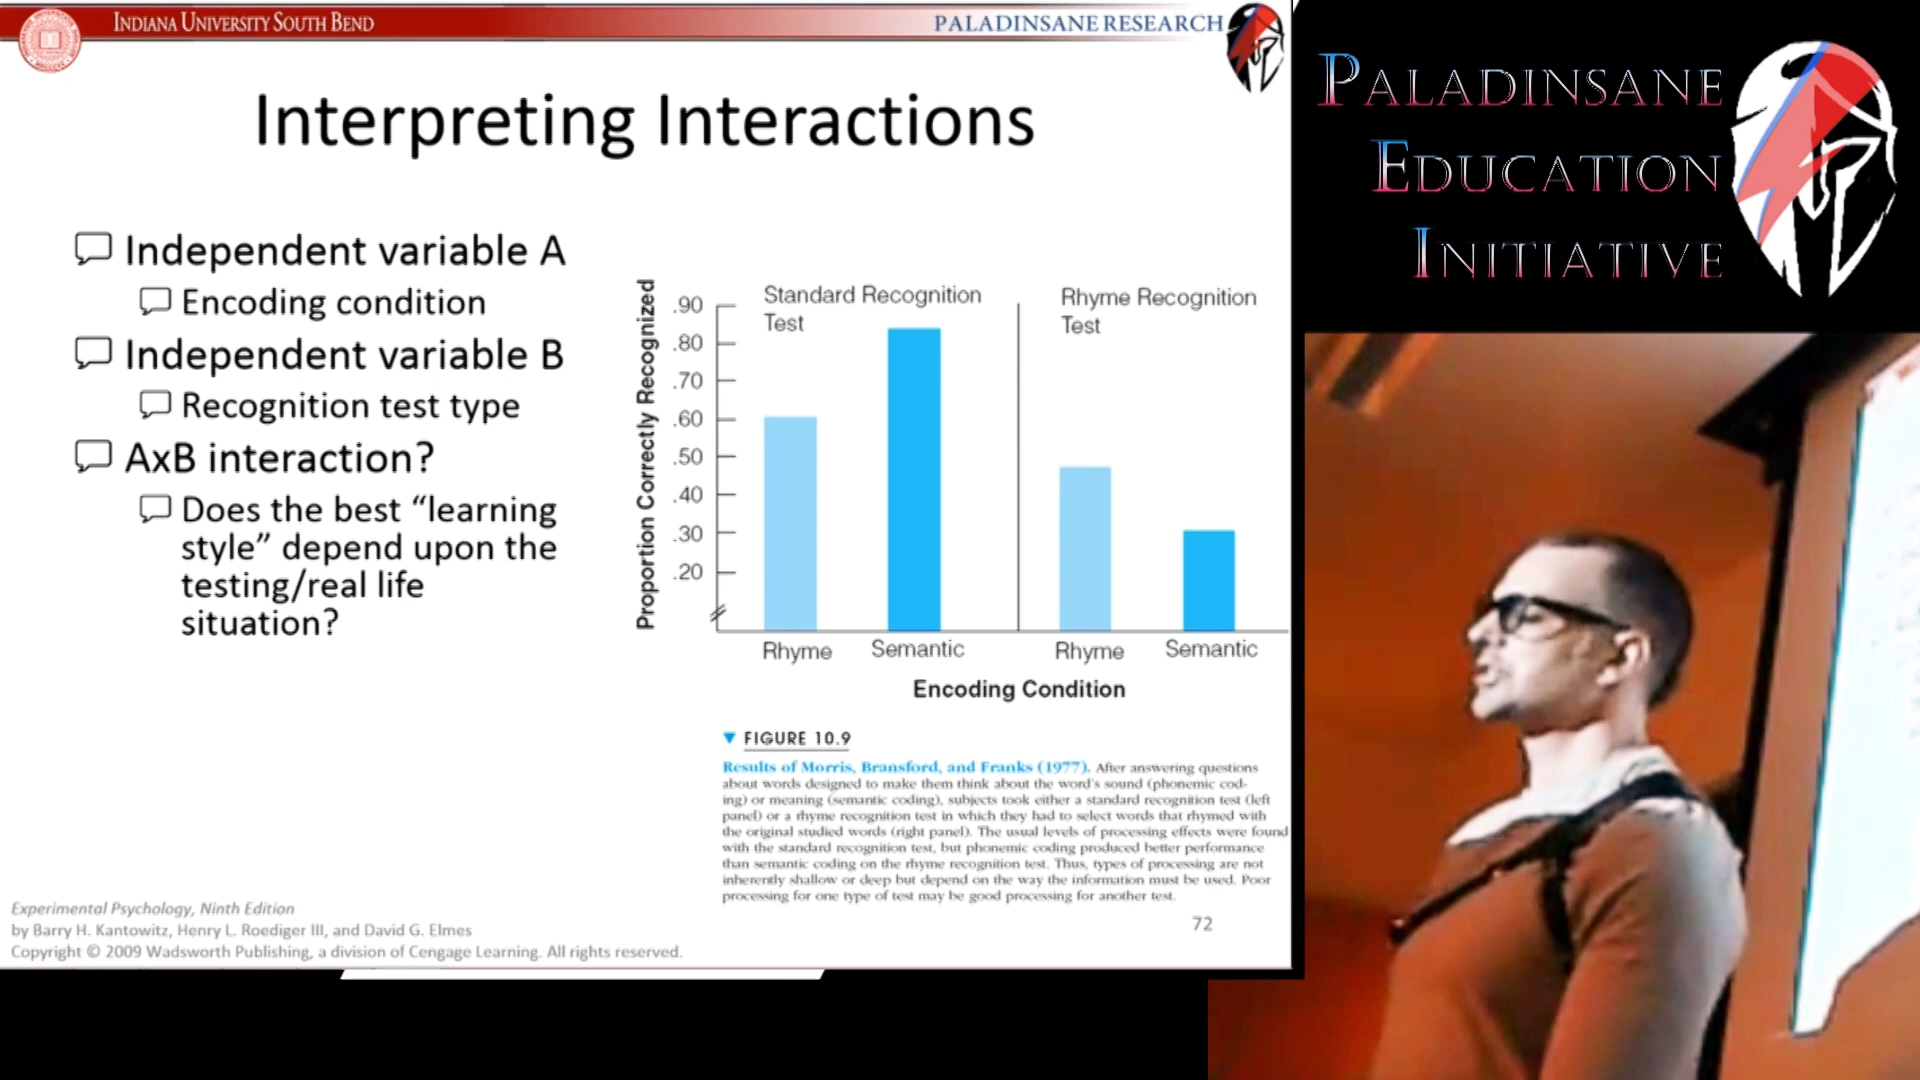 INDIANA UNIVERSITY SOUTH BEND
PALADINSANE RESEARCH
Interpreting Interactions
Independent variable A
Encoding condition
Independent variable B
Recognition test type
AxB interaction?
Does the best “learning
style” depend upon the
testing/real life
situation?
Proportion Correctly Recognized
.90
.80
.70
.60
.50
.40
.30
.20
Standard Recognition
Test
Rhyme Recognition
Test
Rhyme
Semantic
Rhyme
Semantic
Encoding Condition
▼ FIGURE 10.9
Results of Morris, Bransford, and Franks (1977). After answering questions
about words designed to make them think about the word's sound (phonemic cod-
ing) or meaning (semantic coding), subjects took either a standard recognition test (left
panel) or a rhyme recognition test in which they had to select words that rhymed with
the original studied words (right panel). The usual levels of processing effects were found
with the standard recognition test, but phonemic coding produced better performance
than semantic coding on the rhyme recognition test. Thus, types of processing are not
inherently shallow or deep but depend on the way the information must be used. Poor
processing for one type of test may be good processing for another test.
Experimental Psychology, Ninth Edition
by Barry H. Kantowitz, Henry L. Roediger III, and David G. Elmes
Copyright © 2009 Wadsworth Publishing, a division of Cengage Learning. All rights reserved.
72
PALADINSANE
EDUCATION
INITIATIVE